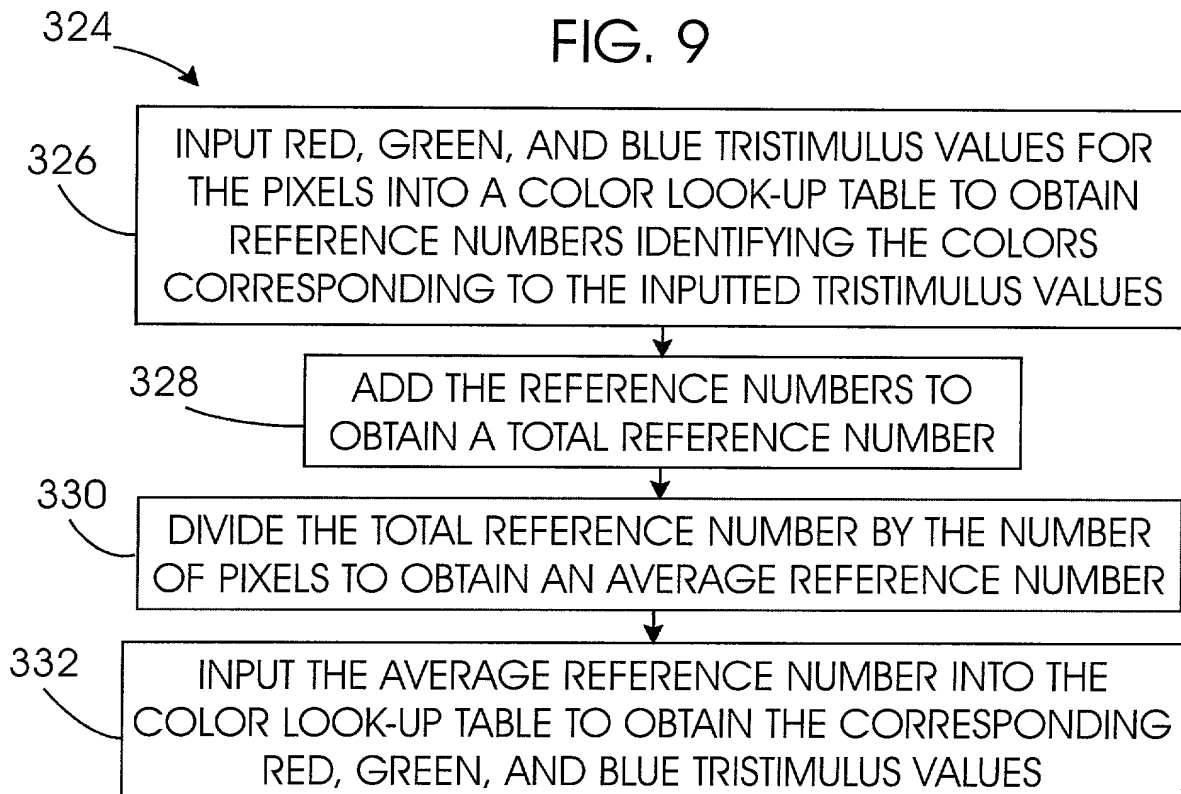 324
FIG. 9
326
INPUT RED, GREEN, AND BLUE TRISTIMULUS VALUES FOR
THE PIXELS INTO A COLOR LOOK-UP TABLE TO OBTAIN
REFERENCE NUMBERS IDENTIFYING THE COLORS
CORRESPONDING TO THE INPUTTED TRISTIMULUS VALUES
328
ADD THE REFERENCE NUMBERS TO
OBTAIN A TOTAL REFERENCE NUMBER
330
DIVIDE THE TOTAL REFERENCE NUMBER BY THE NUMBER
OF PIXELS TO OBTAIN AN AVERAGE REFERENCE NUMBER
332
INPUT THE AVERAGE REFERENCE NUMBER INTO THE
COLOR LOOK-UP TABLE TO OBTAIN THE CORRESPONDING
RED, GREEN, AND BLUE TRISTIMULUS VALUES